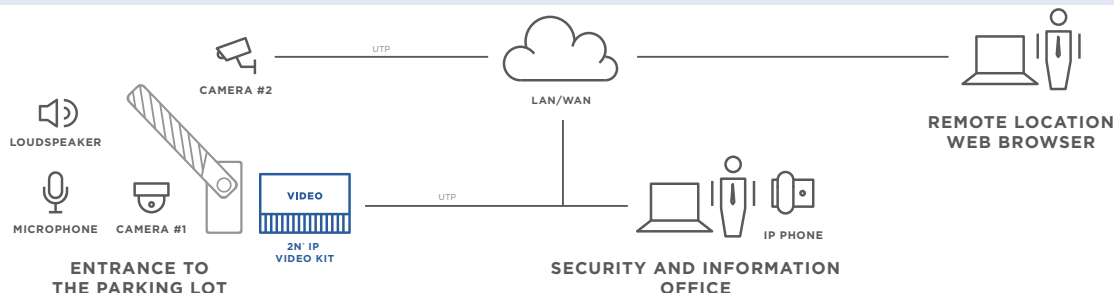 UTP
CAMERA #2
LAN/WAN
REMOTE LOCATION
WEB BROWSER
LOUDSPEAKER
MICROPHONE
CAMERA #1
VIDEO
2N° IP
VIDEO KIT
UTP
IP PHONE
ENTRANCE TO
THE PARKING LOT
SECURITY AND INFORMATION
OFFICE